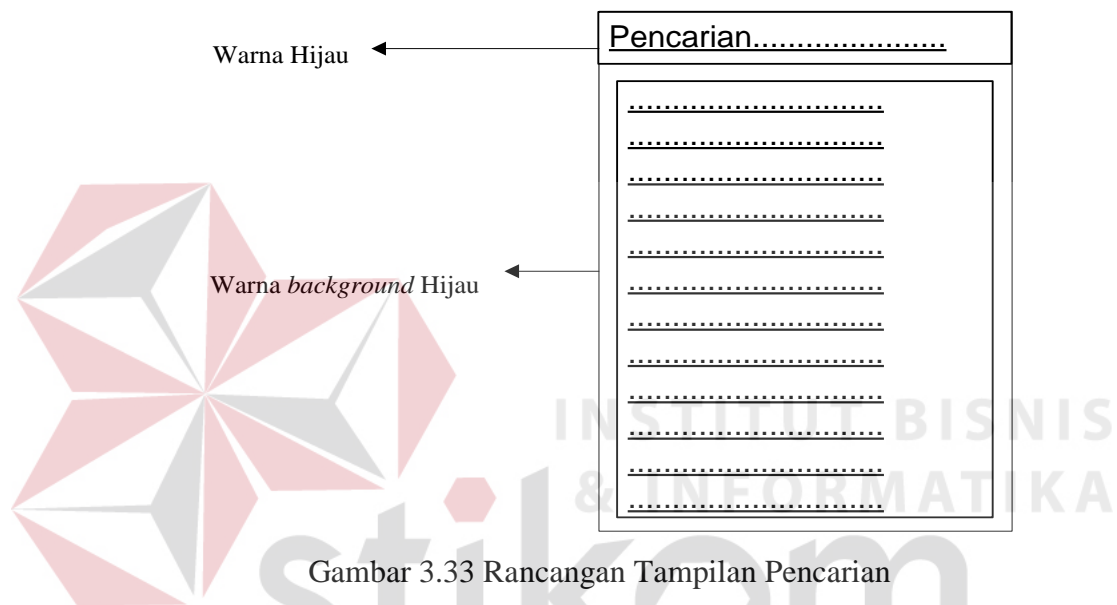 Pencarian......................
Warna Hijau
.............................
.............................
.............................
.............................
.............................
Warna background Hijau
.............................
.............................
.............................
.............................
.............................
.............................
.............................
INSTITUT BISNIS
& INFORMATIKA
stikom
Gambar 3.33 Rancangan Tampilan Pencarian